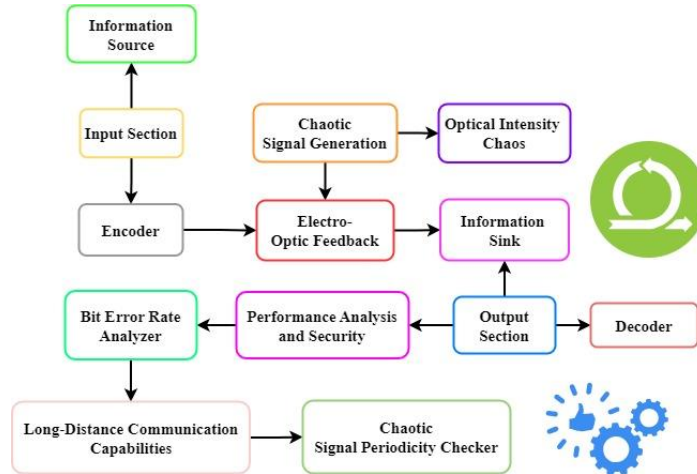 Information
Source
Input Section
Chaotic
Signal Generation
Optical Intensity
Chaos
Encoder
Electro-
Optic Feedback
Information
Sink
Bit Error Rate
Analyzer
Performance Analysis
and Security
Output
Section
Decoder
Long-Distance Communication
Capabilities
Chaotic
Signal Periodicity Checker